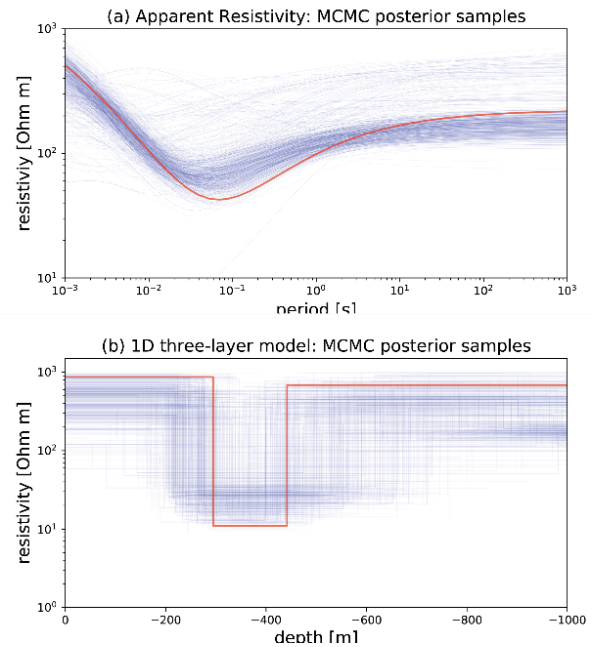 (a) Apparent Resistivity: MCMC posterior samples
10³
10²
10¹
resistiviy [Ohm m]
10⁻³ 10⁻² 10⁻¹ 10⁰ 10¹ 10² 10³
period [s]
(b) 1D three-layer model: MCMC posterior samples
10³
10²
10¹
10⁰
resistivity [Ohm m]
0 −200 −400 −600 −800 −1000
depth [m]